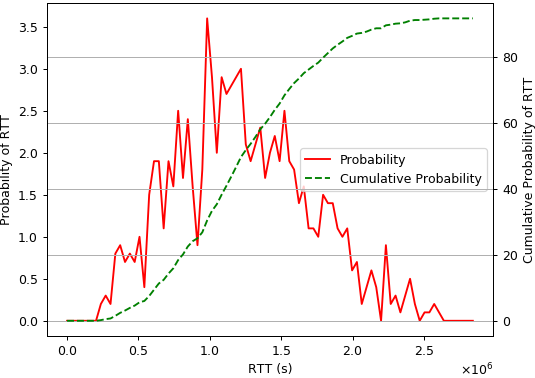 3.5
3.0
2.5
2.0
1.5
1.0
0.5
0.0
Probability of RTT
80
60
40
20
0
Cumulative Probability of RTT
Probability
Cumulative Probability
0.0 0.5 1.0 1.5 2.0 2.5
RTT (s)
×10⁶